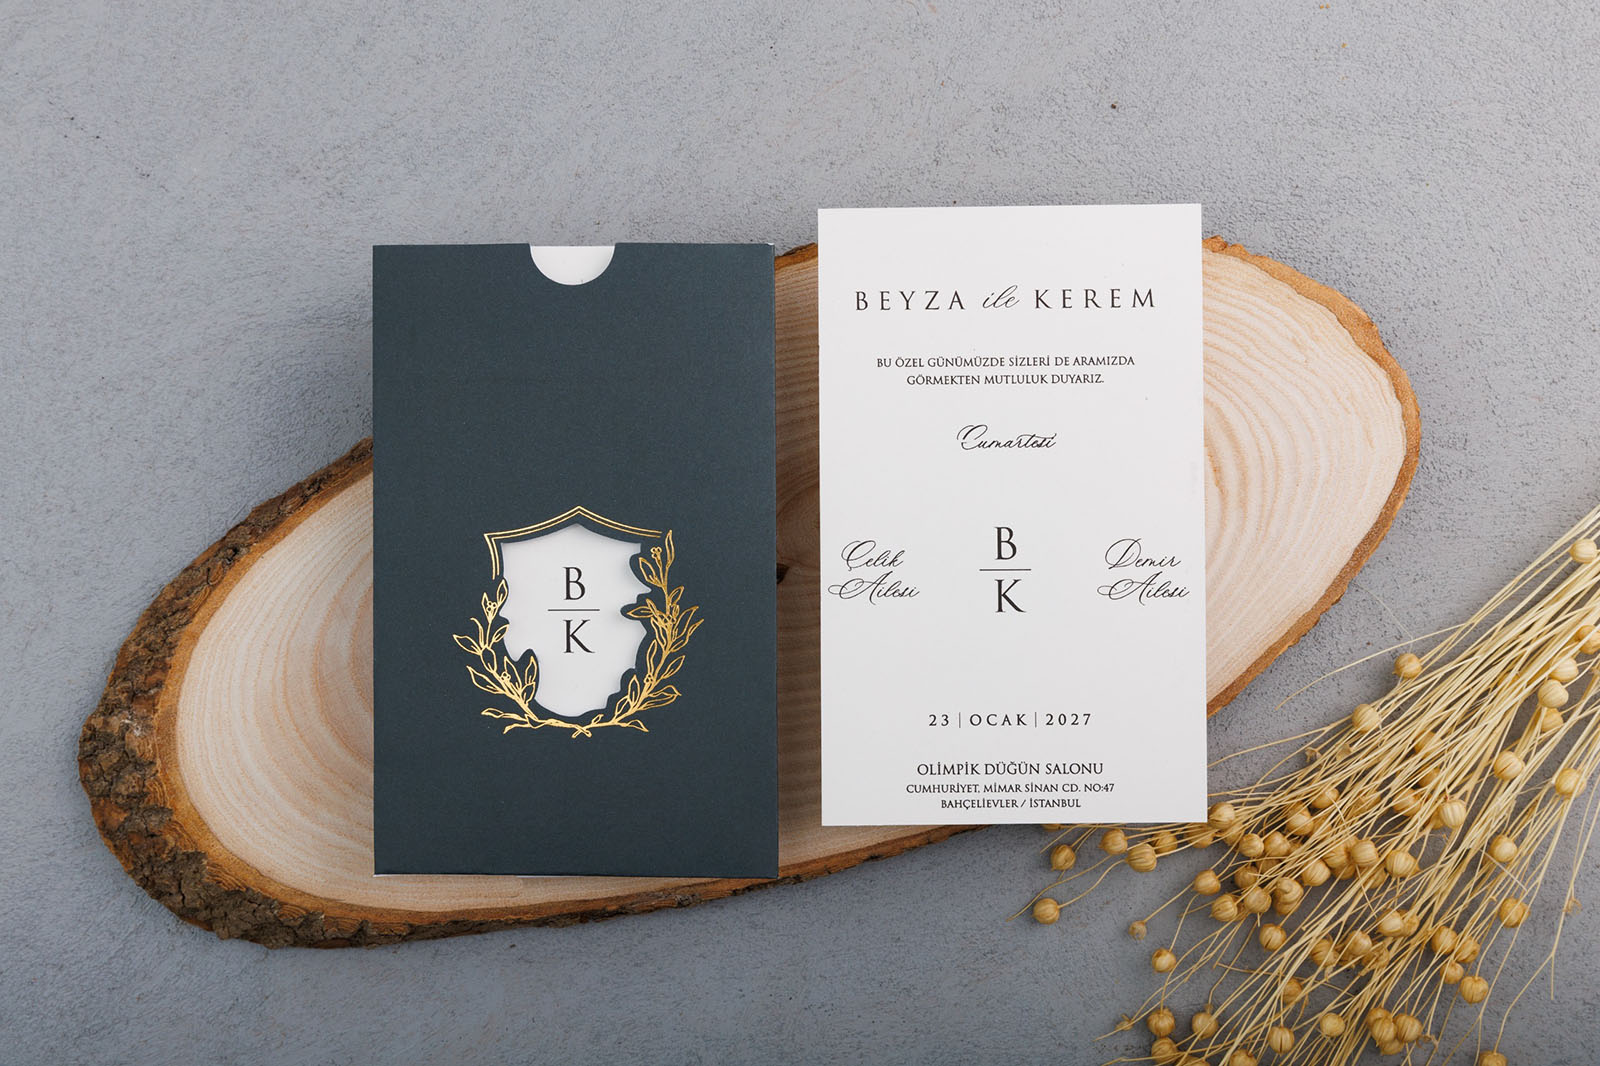 B
K
BEYZA ile KEREM
BU ÖZEL GÜNÜMÜZDE SİZLERİ DE ARAMIZDA
GÖRMEKTEN MUTLULUK DUYARIZ.
Cumartesi
Çelik
Ailesi
B
K
Demir
Ailesi
23 | OCAK | 2027
OLİMPİK DÜĞÜN SALONU
CUMHURİYET, MİMAR SİNAN CD. NO:47
BAHÇELİEVLER / İSTANBUL